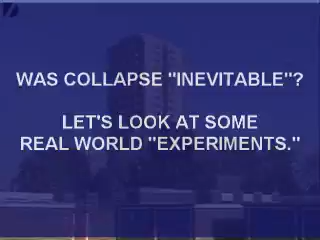 WAS COLLAPSE "INEVITABLE"?
LET'S LOOK AT SOME
REAL WORLD "EXPERIMENTS."